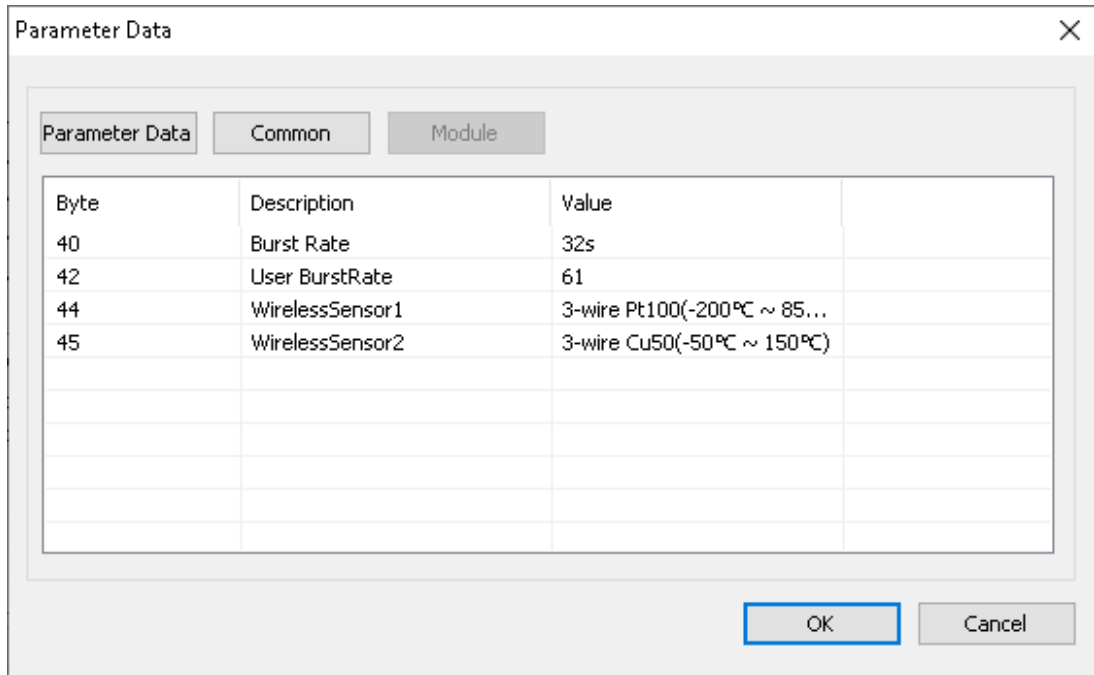 Parameter Data
Parameter Data Common Module
Byte Description Value
40 Burst Rate 32s
42 User BurstRate 61
44 WirelessSensor1 3-wire Pt100(-200℃ ~ 85...
45 WirelessSensor2 3-wire Cu50(-50℃ ~ 150℃)
OK Cancel